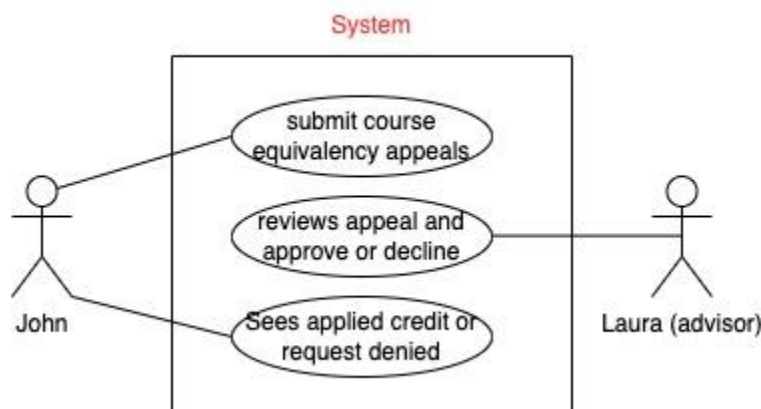 System
submit course
equivalency appeals
reviews appeal and
approve or decline
Sees applied credit or
request denied
John
Laura (advisor)